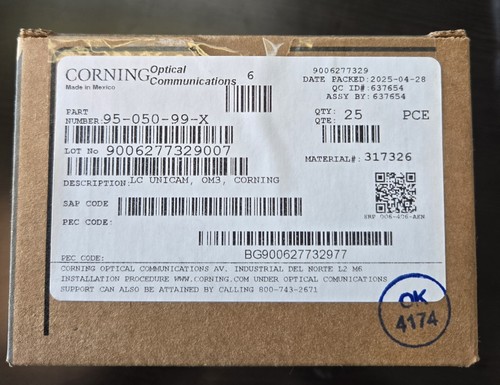 CORNING Optical Communications
Made in Mexico
6
9006277329
DATE PACKED: 2025-04-28
QC ID#: 637654
ASSY BY: 637654
PART NUMBER: 95-050-99-X
QTY: 25 PCE
QTE:
LOT No 9006277329007
MATERIAL#: 317326
DESCRIPTION: LC UNICAM, OM3, CORNING
SAP CODE
PEC CODE:
PEC CODE: BG900627732977
CORNING OPTICAL COMMUNICATIONS AV. INDUSTRIAL DEL NORTE L2 M6
INSTALLATION PROCEDURE WWW.CORNING.COM UNDER OPTICAL COMMUNICATIONS
SUPPORT CAN ALSO BE ATTAINED BY CALLING 800-743-2671
OK
4174